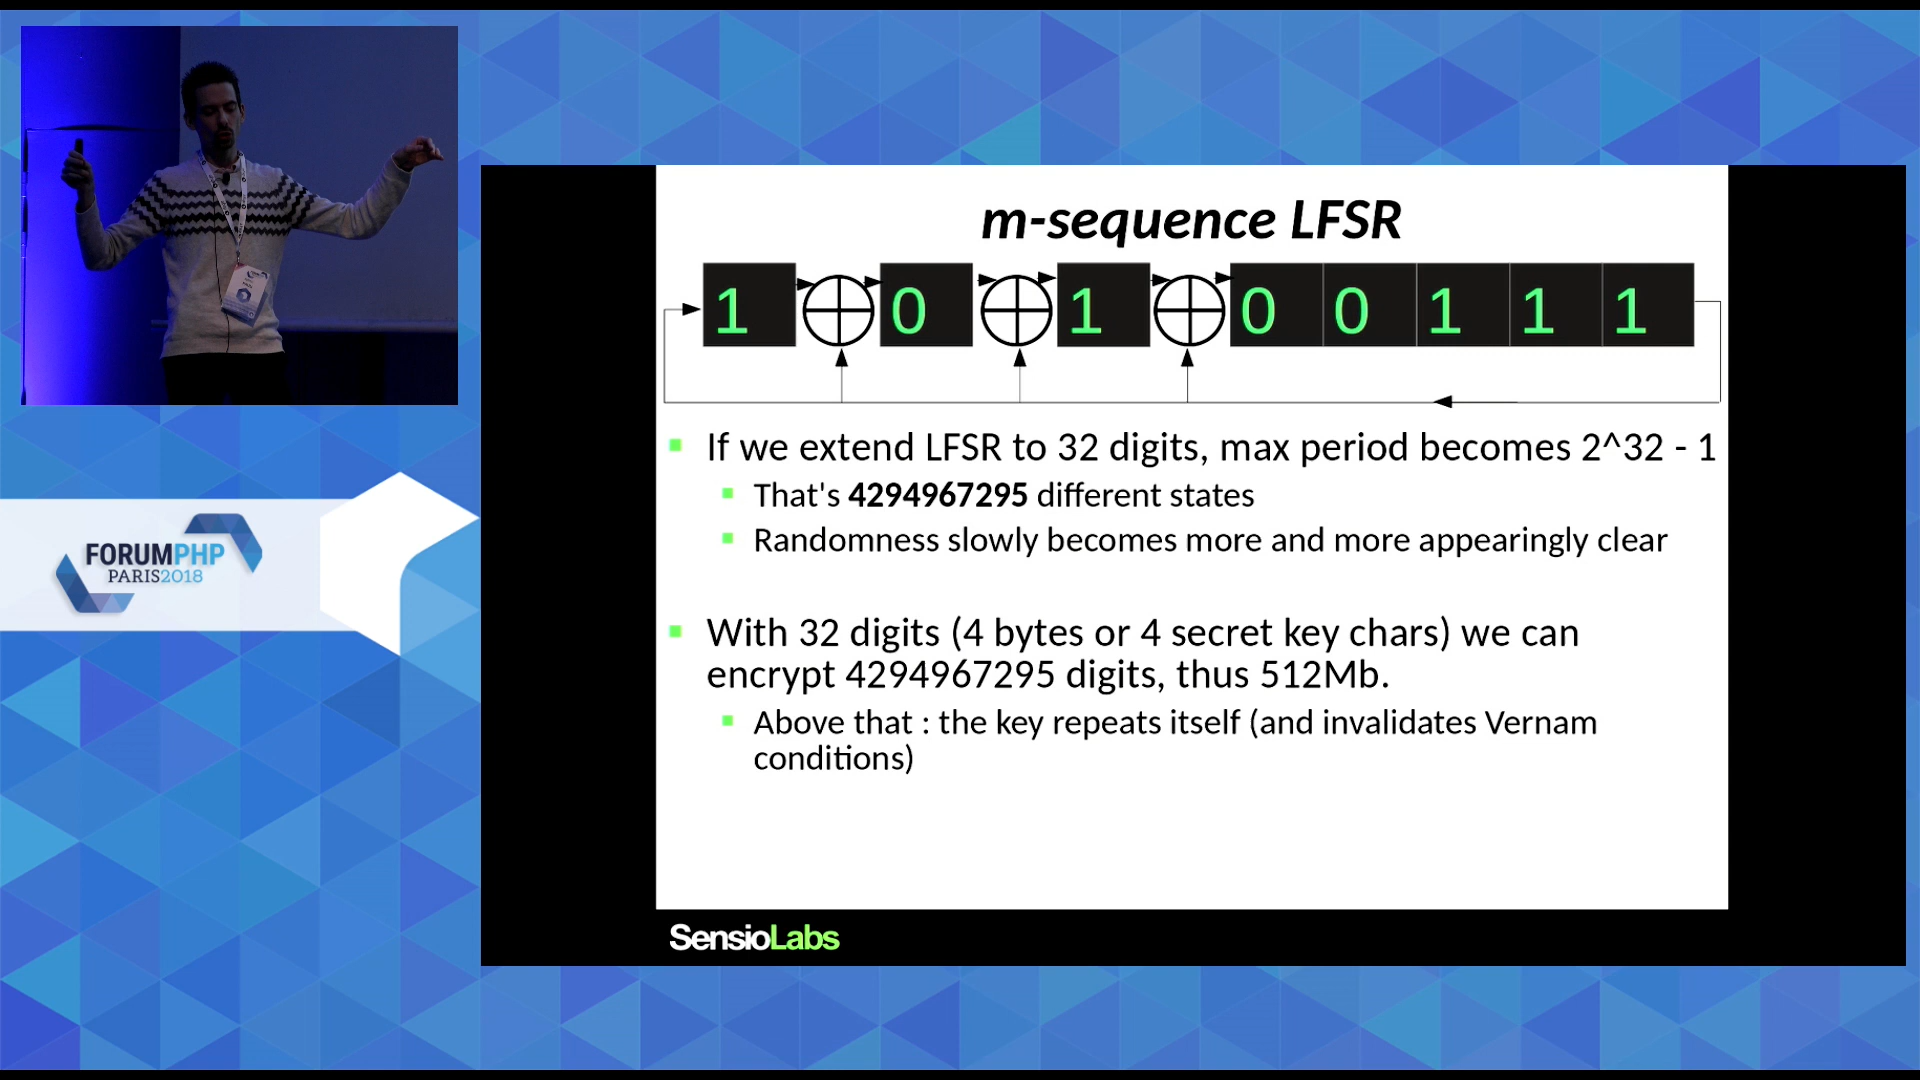 m-sequence LFSR
1 0 1 0 0 1 1 1
If we extend LFSR to 32 digits, max period becomes 2^32 - 1
That's 4294967295 different states
Randomness slowly becomes more and more appearingly clear
With 32 digits (4 bytes or 4 secret key chars) we can
encrypt 4294967295 digits, thus 512Mb.
Above that : the key repeats itself (and invalidates Vernam
conditions)
SensioLabs
FORUMPHP
PARIS2018